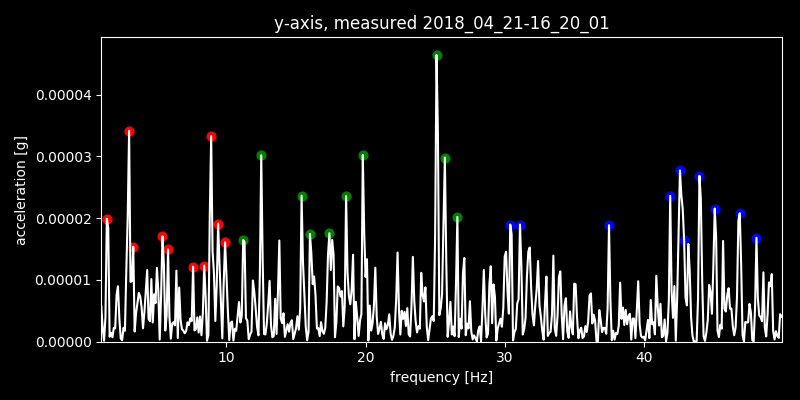 y-axis, measured 2018_04_21-16_20_01
acceleration [g]
0.00004
0.00003
0.00002
0.00001
0.00000
10 20 30 40
frequency [Hz]